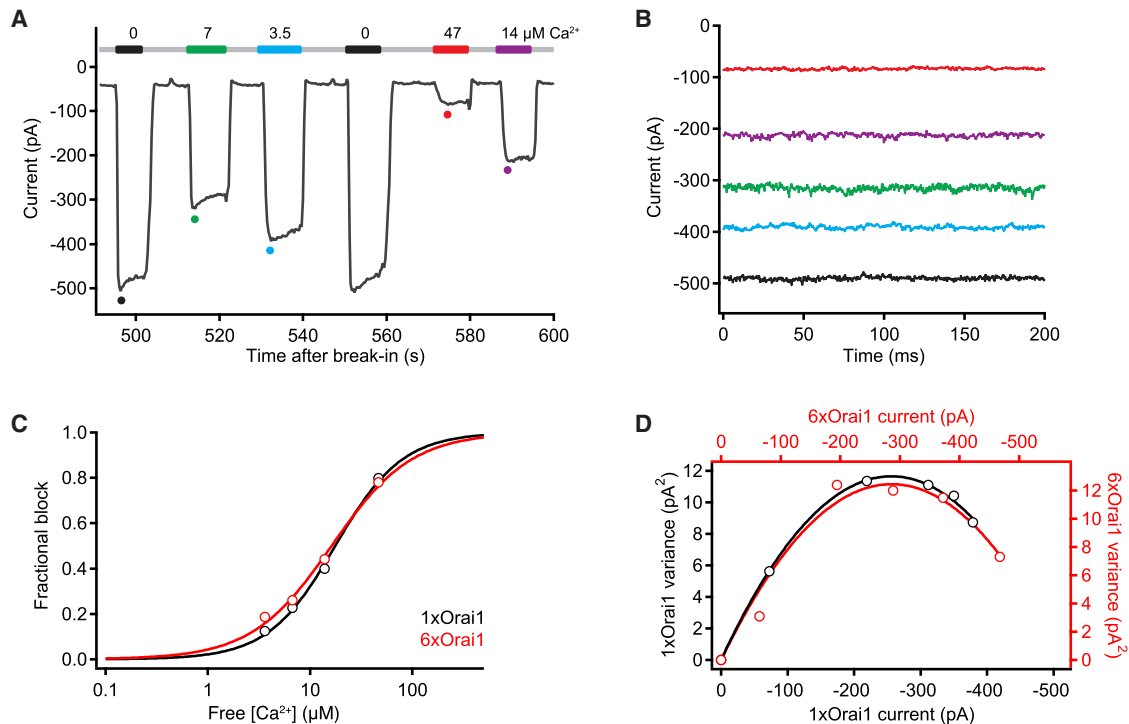 A
0 7 3.5 0 47 14 µM Ca²⁺
0
-100
-200
-300
-400
-500
Current (pA)
500 520 540 560 580 600
Time after break-in (s)
B
0
-100
-200
-300
-400
-500
Current (pA)
0 50 100 150 200
Time (ms)
C
1.0
0.8
0.6
0.4
0.2
0.0
Fractional block
1xOrai1
6xOrai1
0.1 1 10 100
Free [Ca²⁺] (µM)
D
6xOrai1 current (pA)
0 -100 -200 -300 -400 -500
12
10
8
6
4
2
0
1xOrai1 variance (pA²)
12
10
8
6
4
2
0
6xOrai1 variance (pA²)
0 -100 -200 -300 -400 -500
1xOrai1 current (pA)